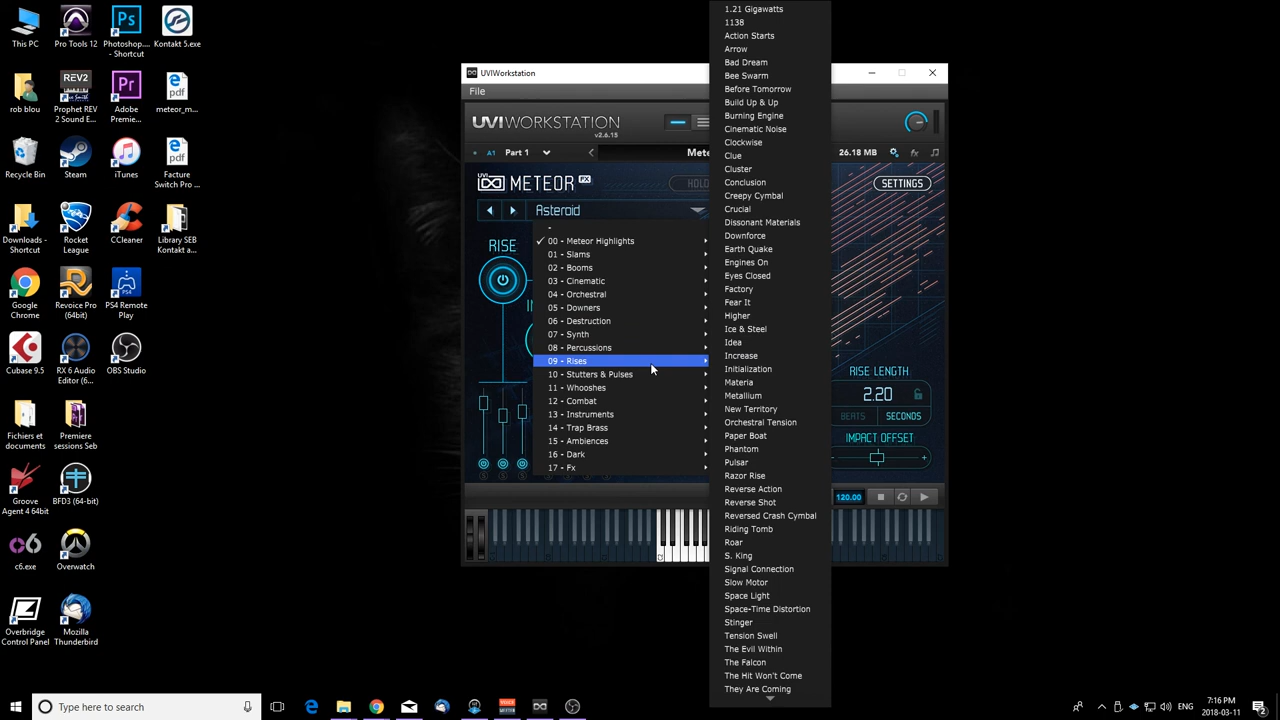 This PC
Pro Tools 12
Photoshop....
- Shortcut
Kontakt 5.exe
rob blou
Prophet REV
2 Sound E...
Adobe
Premie...
meteor_m...
Recycle Bin
Steam
iTunes
Facture
Switch Pro ...
Downloads -
Shortcut
Rocket
League
CCleaner
Library SEB
Kontakt a...
Google
Chrome
Revoice Pro
(64bit)
PS4 Remote
Play
Cubase 9.5
RX 6 Audio
Editor (6...
OBS Studio
Fichiers et
documents
Premiere
sessions Seb
Groove
Agent 4 64bit
BFD3 (64-bit)
c6.exe
Overwatch
Overbridge
Control Panel
Mozilla
Thunderbird
UVIWorkstation
File
UVIWORKSTATION
v2.6.15
A1 Part 1
Mete
26.18 MB
fx
UVI METEOR FX
HOLD
SETTINGS
Asteroid
RISE
-
00 - Meteor Highlights
01 - Slams
02 - Booms
03 - Cinematic
04 - Orchestral
05 - Downers
06 - Destruction
07 - Synth
08 - Percussions
09 - Rises
10 - Stutters & Pulses
11 - Whooshes
12 - Combat
13 - Instruments
14 - Trap Brass
15 - Ambiences
16 - Dark
17 - Fx
1.21 Gigawatts
1138
Action Starts
Arrow
Bad Dream
Bee Swarm
Before Tomorrow
Build Up & Up
Burning Engine
Cinematic Noise
Clockwise
Clue
Cluster
Conclusion
Creepy Cymbal
Crucial
Dissonant Materials
Downforce
Earth Quake
Engines On
Eyes Closed
Factory
Fear It
Higher
Ice & Steel
Idea
Increase
Initialization
Materia
Metallium
New Territory
Orchestral Tension
Paper Boat
Phantom
Pulsar
Razor Rise
Reverse Action
Reverse Shot
Reversed Crash Cymbal
Riding Tomb
Roar
S. King
Signal Connection
Slow Motor
Space Light
Space-Time Distortion
Stinger
Tension Swell
The Evil Within
The Falcon
The Hit Won't Come
They Are Coming
RISE LENGTH
2.20
BEATS SECONDS
IMPACT OFFSET
- +
120.00
Type here to search
ENG
7:16 PM
2018-03-11